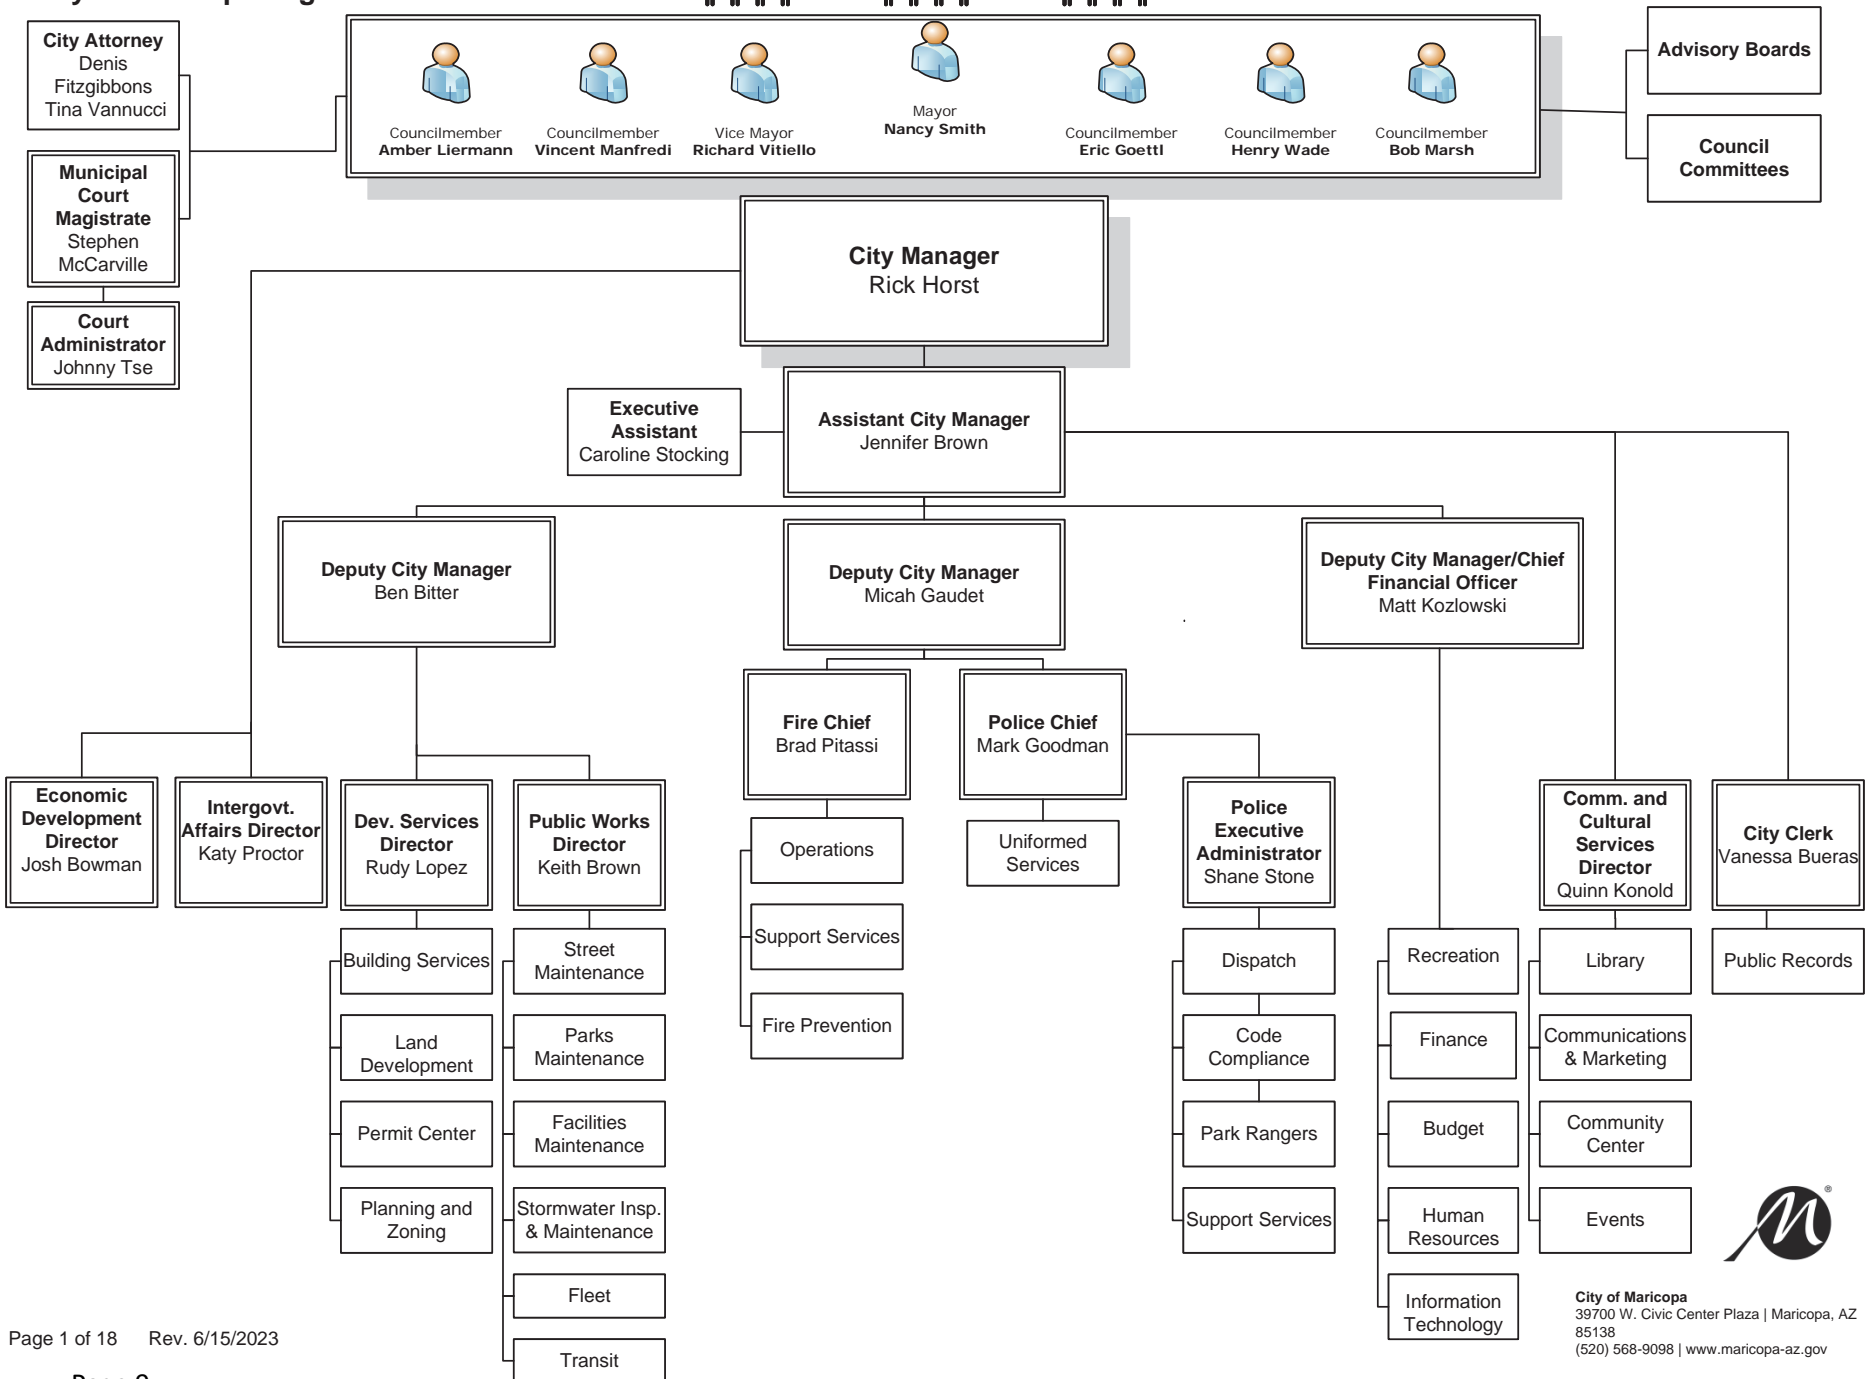 City Attorney
Denis
Fitzgibbons
Tina Vannucci
Municipal
Court
Magistrate
Stephen
McCarville
Court
Administrator
Johnny Tse
Councilmember
Amber Liermann
Councilmember
Vincent Manfredi
Vice Mayor
Richard Vitiello
Mayor
Nancy Smith
Councilmember
Eric Goettl
Councilmember
Henry Wade
Councilmember
Bob Marsh
Advisory Boards
Council
Committees
City Manager
Rick Horst
Executive
Assistant
Caroline Stocking
Assistant City Manager
Jennifer Brown
Deputy City Manager
Ben Bitter
Deputy City Manager
Micah Gaudet
Deputy City Manager/Chief
Financial Officer
Matt Kozlowski
Fire Chief
Brad Pitassi
Police Chief
Mark Goodman
Economic
Development
Director
Josh Bowman
Intergovt.
Affairs Director
Katy Proctor
Dev. Services
Director
Rudy Lopez
Public Works
Director
Keith Brown
Police
Executive
Administrator
Shane Stone
Comm. and
Cultural
Services
Director
Quinn Konold
City Clerk
Vanessa Bueras
Building Services
Land
Development
Permit Center
Planning and
Zoning
Street
Maintenance
Parks
Maintenance
Facilities
Maintenance
Stormwater Insp.
& Maintenance
Fleet
Transit
Operations
Support Services
Fire Prevention
Uniformed
Services
Dispatch
Code
Compliance
Park Rangers
Support Services
Recreation
Finance
Budget
Human
Resources
Information
Technology
Library
Communications
& Marketing
Community
Center
Events
Public Records
M®
City of Maricopa
39700 W. Civic Center Plaza | Maricopa, AZ
85138
(520) 568-9098 | www.maricopa-az.gov
Page 1 of 18 Rev. 6/15/2023